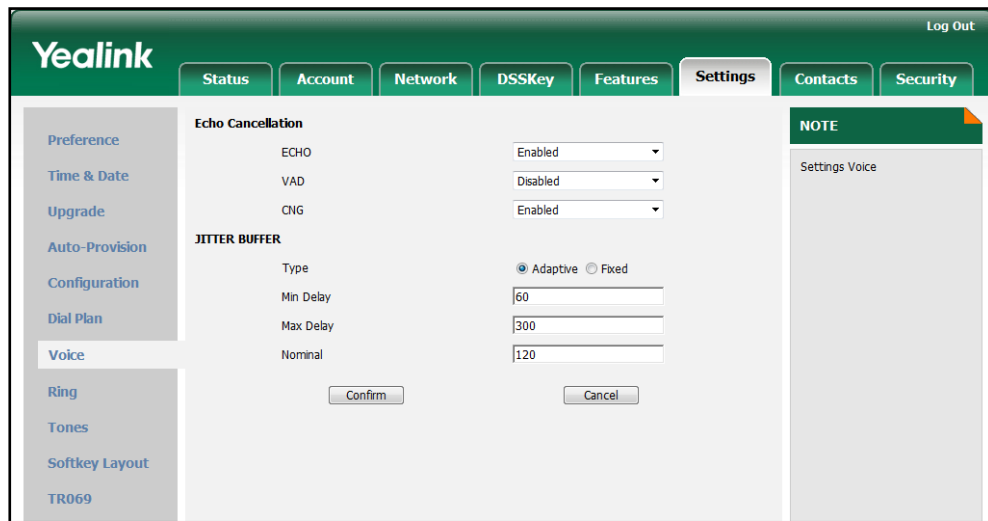 Log Out
Yealink
Status Account Network DSSKey Features Settings Contacts Security
Preference
Time & Date
Upgrade
Auto-Provision
Configuration
Dial Plan
Voice
Ring
Tones
Softkey Layout
TR069
Echo Cancellation
ECHO Enabled
VAD Disabled
CNG Enabled
JITTER BUFFER
Type Adaptive Fixed
Min Delay 60
Max Delay 300
Nominal 120
Confirm Cancel
NOTE
Settings Voice